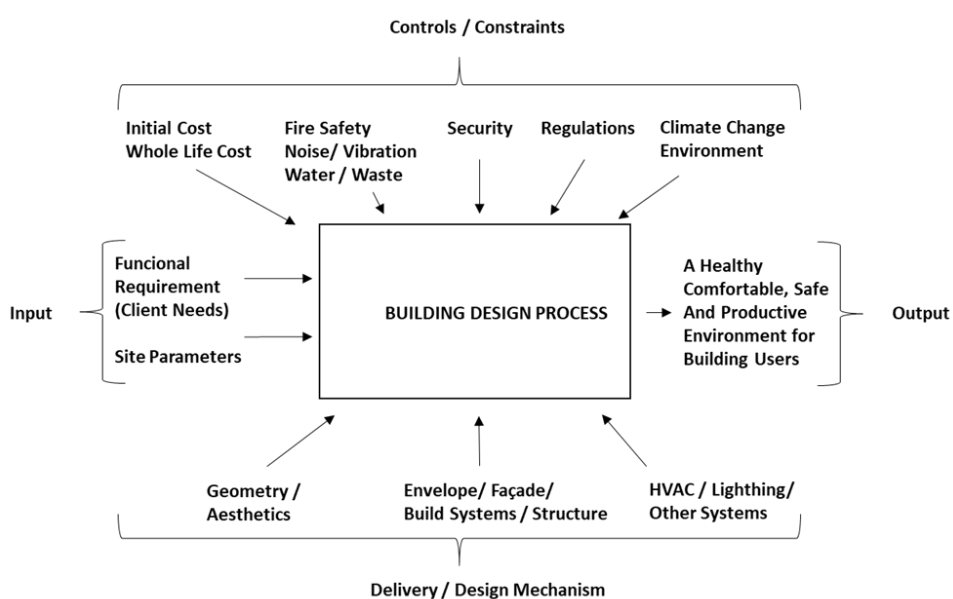 Controls / Constraints
Initial Cost
Whole Life Cost
Fire Safety
Noise/ Vibration
Water / Waste
Security
Regulations
Climate Change
Environment
Input
Funcional
Requirement
(Client Needs)
Site Parameters
BUILDING DESIGN PROCESS
A Healthy
Comfortable, Safe
And Productive
Environment for
Building Users
Output
Geometry /
Aesthetics
Envelope/ Façade/
Build Systems / Structure
HVAC / Lighthing/
Other Systems
Delivery / Design Mechanism